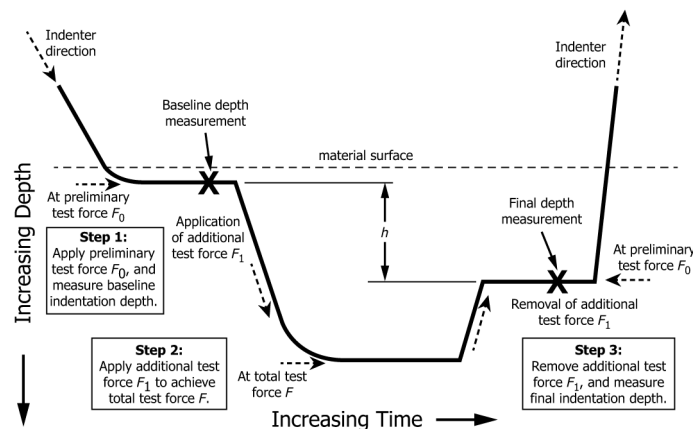 Indenter
direction
Baseline depth
measurement
Indenter
direction
material surface
At preliminary
test force F0
Step 1:
Apply preliminary
test force F0, and
measure baseline
indentation depth.
Application
of additional
test force F1
h
Final depth
measurement
At preliminary
test force F0
Removal of additional
test force F1
Step 2:
Apply additional test
force F1 to achieve
total test force F.
At total test
force F
Step 3:
Remove additional test
force F1, and measure
final indentation depth.
Increasing Depth
Increasing Time